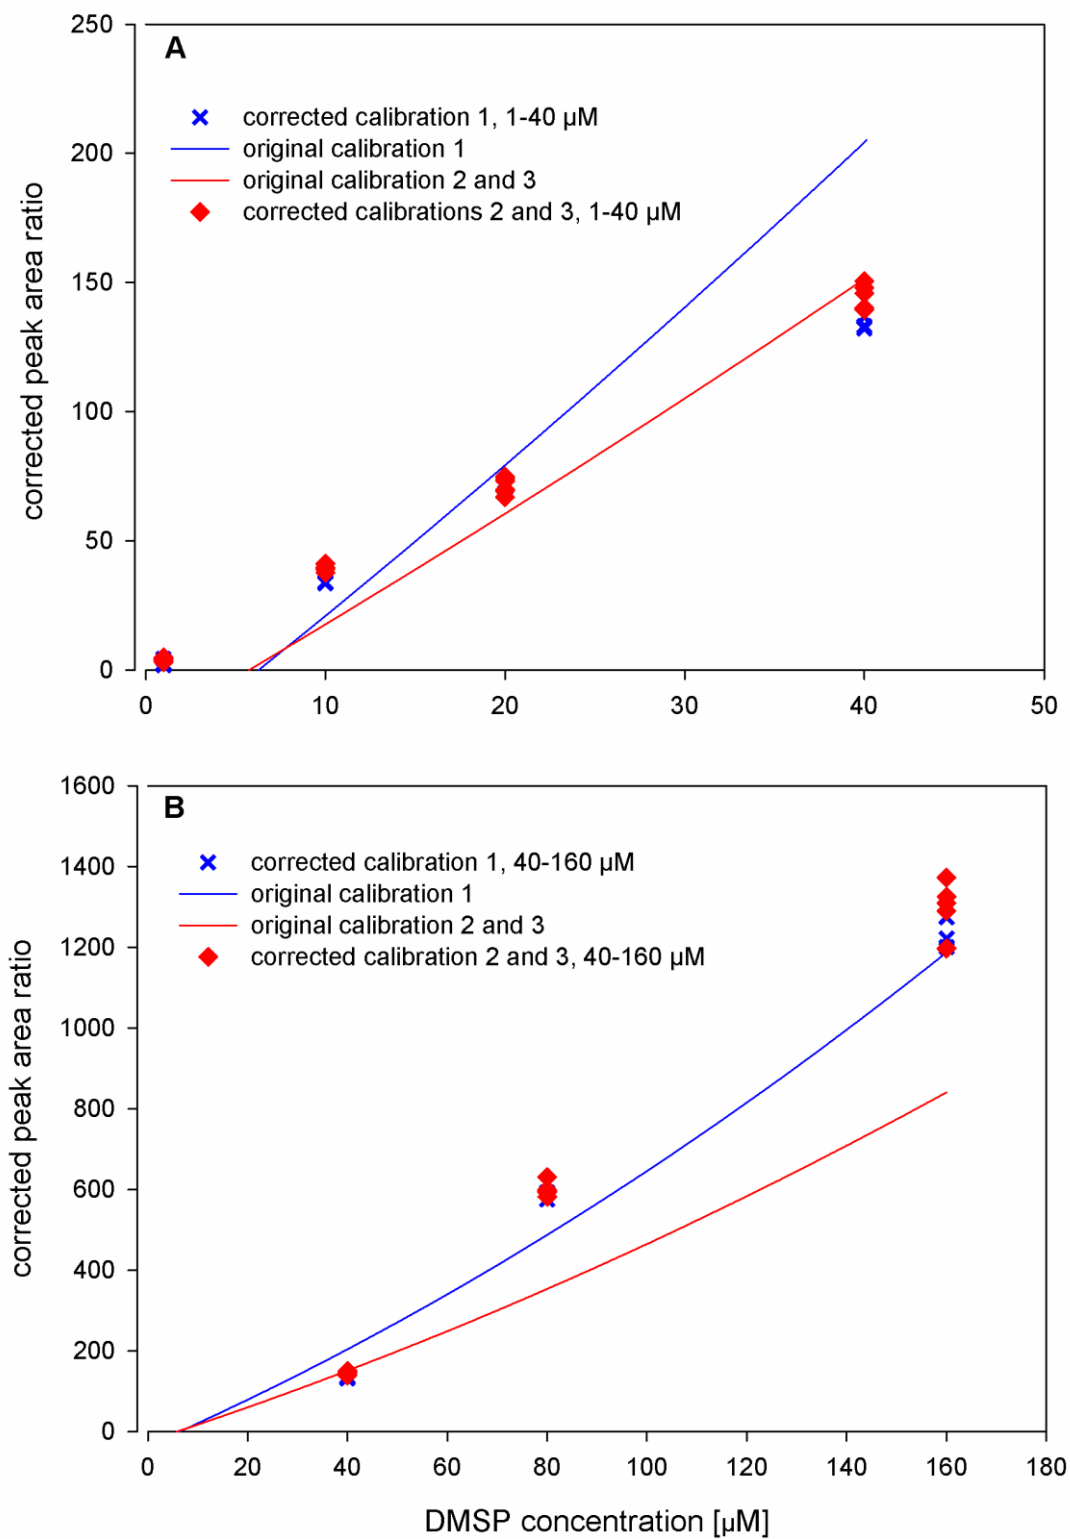 A
corrected calibration 1, 1-40 µM
original calibration 1
original calibration 2 and 3
corrected calibrations 2 and 3, 1-40 µM
corrected peak area ratio
250
200
150
100
50
0
0 10 20 30 40 50
B
corrected calibration 1, 40-160 µM
original calibration 1
original calibration 2 and 3
corrected calibration 2 and 3, 40-160 µM
corrected peak area ratio
1600
1400
1200
1000
800
600
400
200
0
0 20 40 60 80 100 120 140 160 180
DMSP concentration [µM]